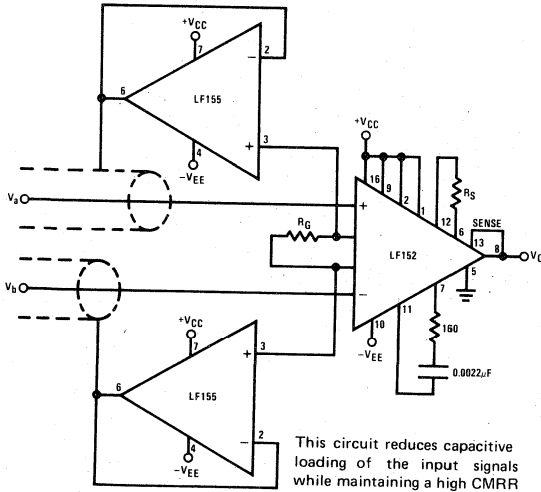 +VCC
7
2
6
−
LF155
+
3
4
−VEE
+VCC
16
9
2
1
12
RS
6
SENSE
13
8
VO
Va
+
RG
LF152
5
7
Vb
−
10
−VEE
11
160
0.0022μF
+VCC
7
3
+
6
LF155
−
2
4
−VEE
This circuit reduces capacitive
loading of the input signals
while maintaining a high CMRR